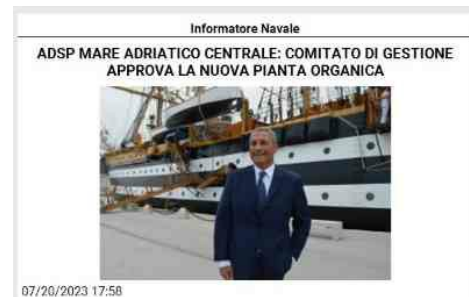 Informatore Navale
ADSP MARE ADRIATICO CENTRALE: COMITATO DI GESTIONE
APPROVA LA NUOVA PIANTA ORGANICA
07/20/2023 17:58